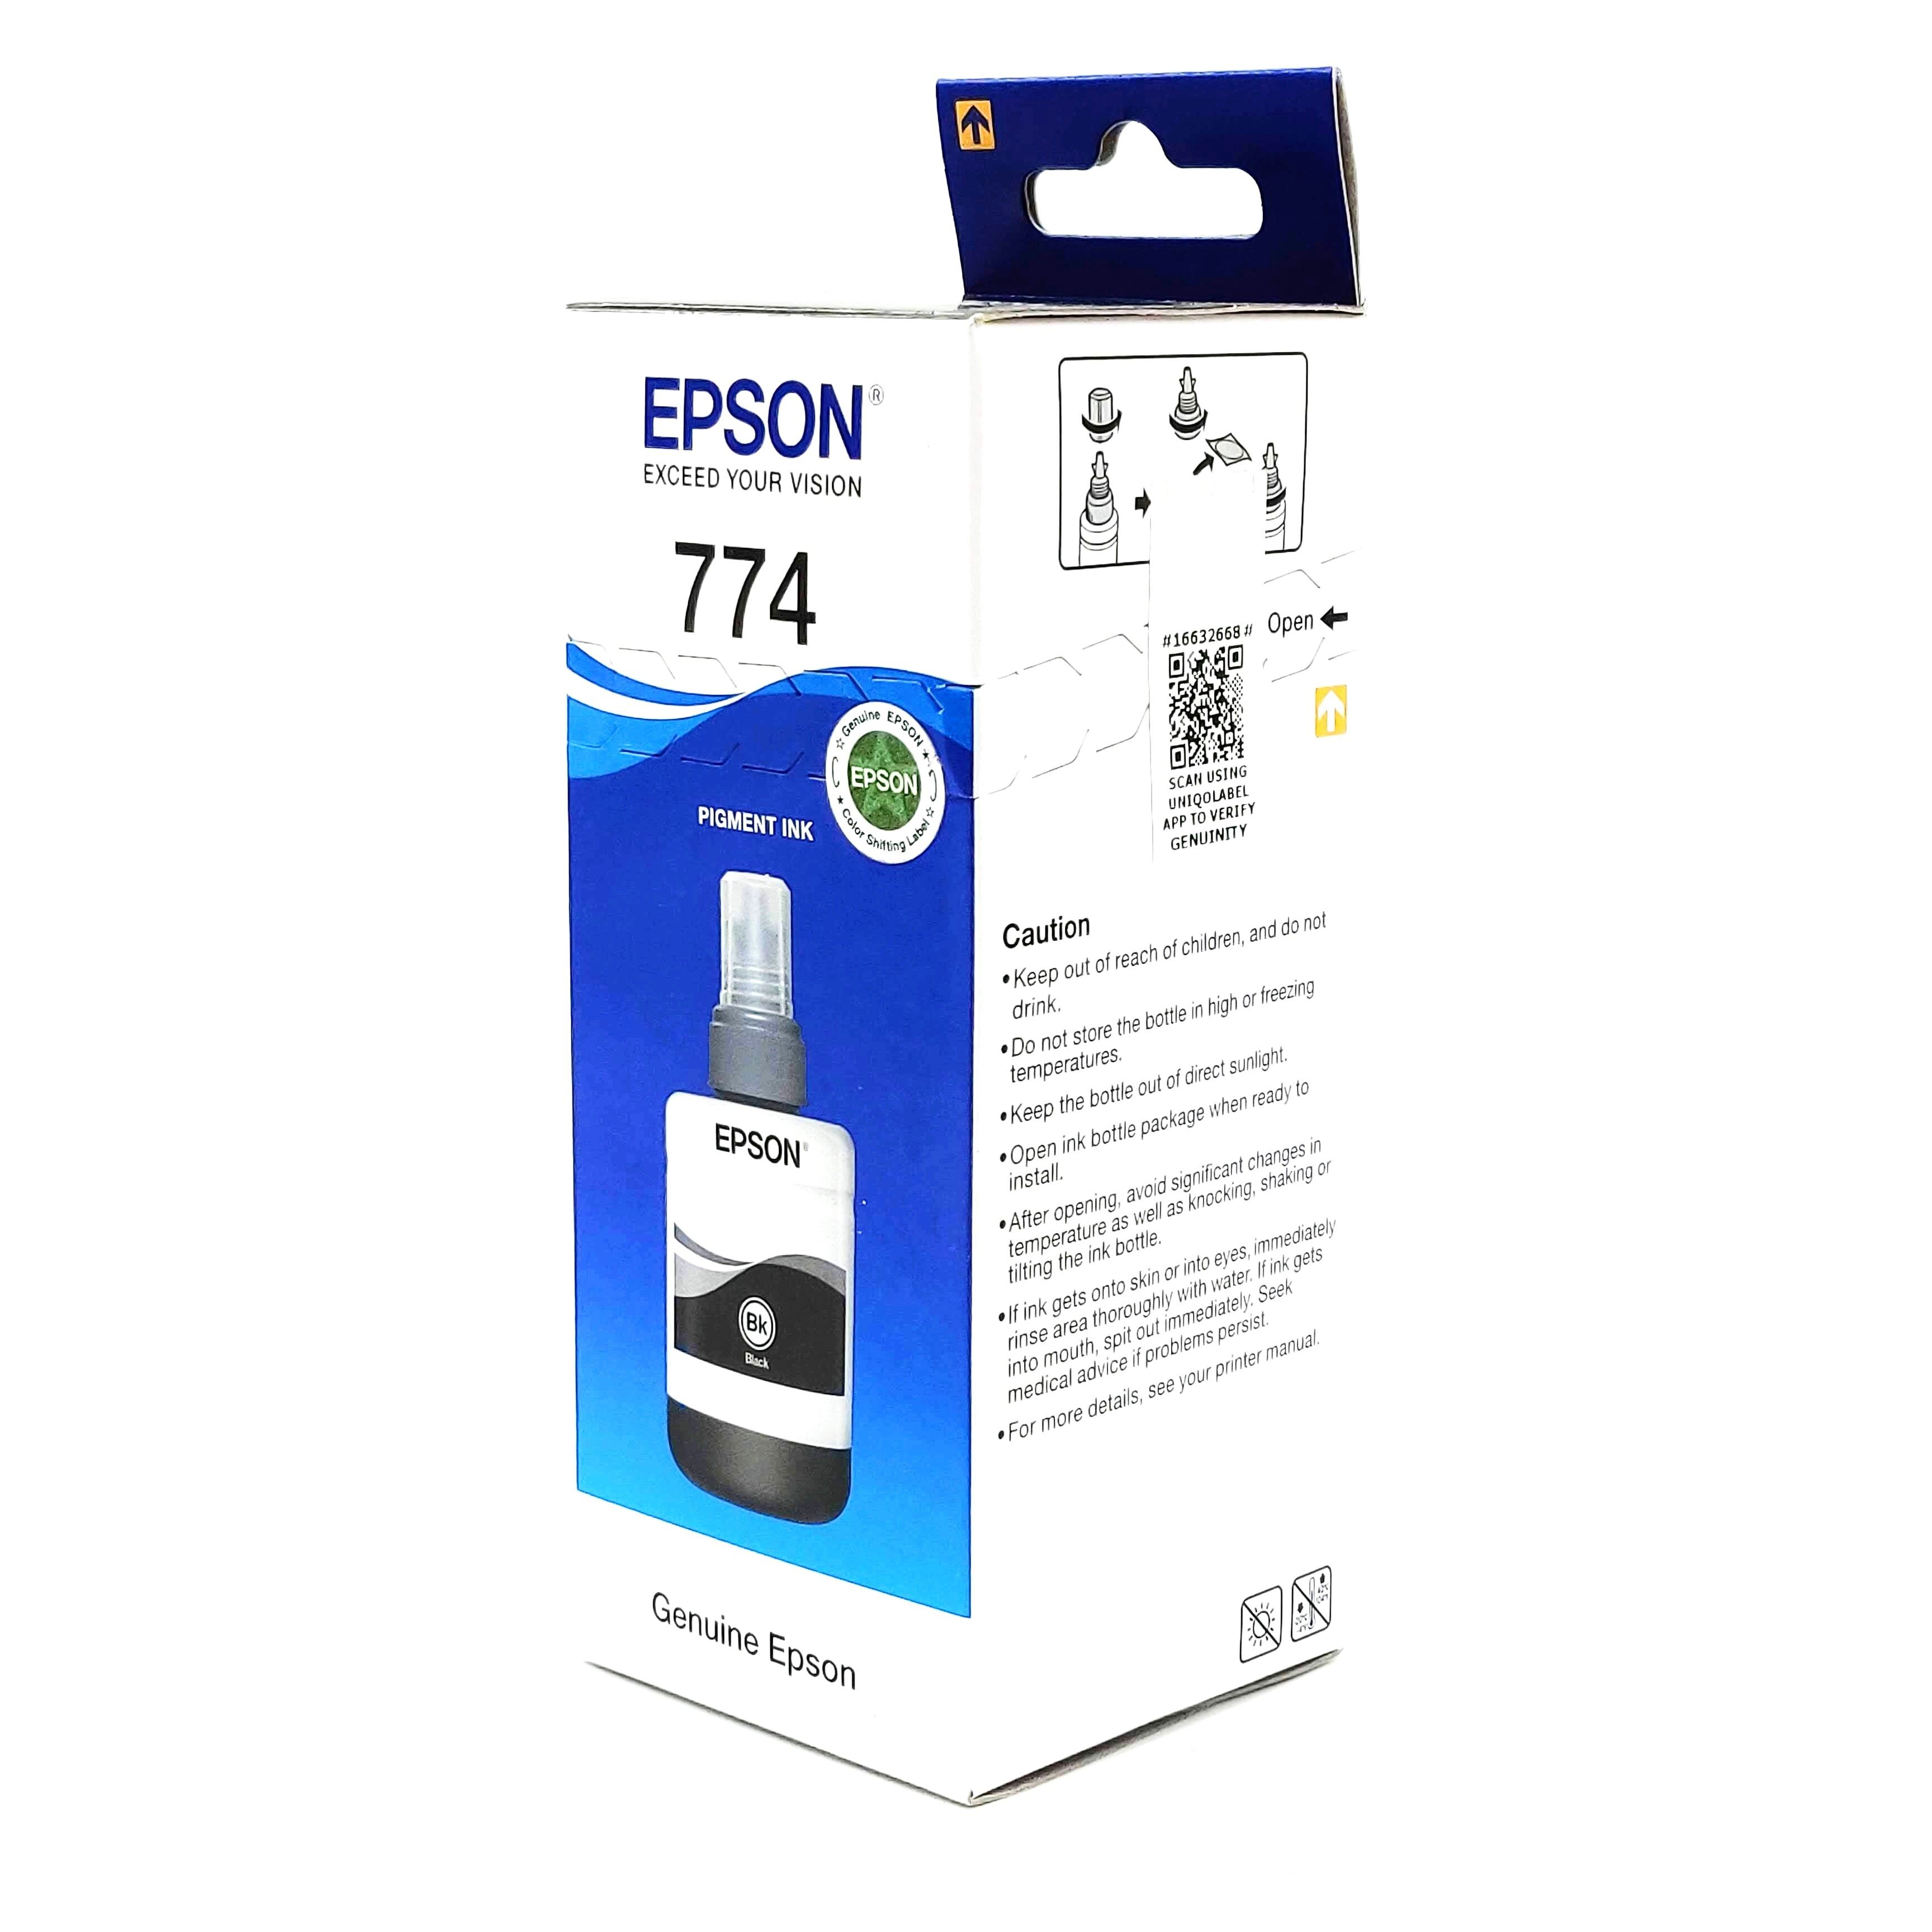 EPSON®
EXCEED YOUR VISION
774
Genuine EPSON
EPSON
Color Shifting Label
PIGMENT INK
EPSON
Bk
Black
Genuine Epson
Open
#16632668#
SCAN USING
UNIQOLABEL
APP TO VERIFY
GENUINITY
Caution
•Keep out of reach of children, and do not
drink.
•Do not store the bottle in high or freezing
temperatures.
•Keep the bottle out of direct sunlight.
•Open ink bottle package when ready to
install.
•After opening, avoid significant changes in
temperature as well as knocking, shaking or
tilting the ink bottle.
•If ink gets onto skin or into eyes, immediately
rinse area thoroughly with water. If ink gets
into mouth, spit out immediately. Seek
medical advice if problems persist.
•For more details, see your printer manual.